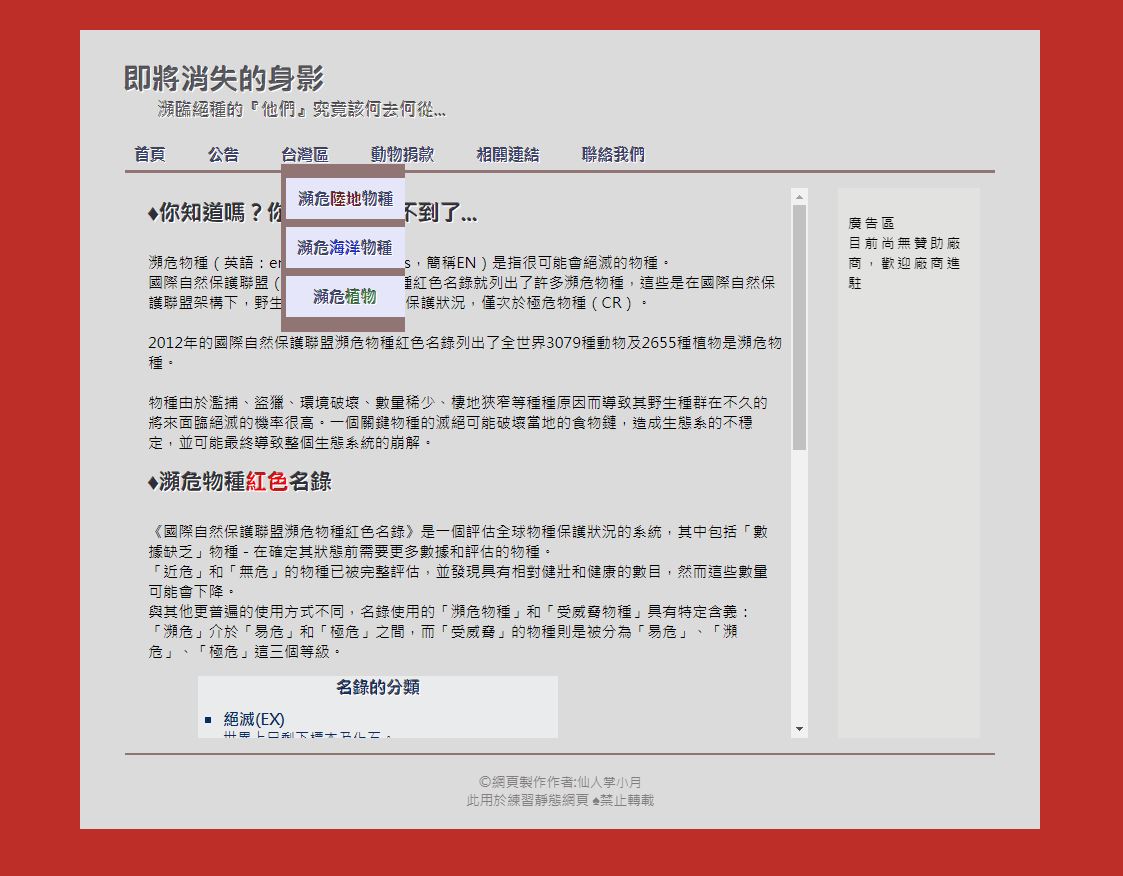 即將消失的身影
瀕臨絕種的『他們』究竟該何去何從...
首頁 公告 台灣區 動物捐款 相關連結 聯絡我們
瀕危陸地物種
瀕危海洋物種
瀕危植物
♦你知道嗎？你 不到了...
瀕危物種（英語：en s，簡稱EN）是指很可能會絕滅的物種。
國際自然保護聯盟（ 種紅色名錄就列出了許多瀕危物種，這些是在國際自然保
護聯盟架構下，野生 保護狀況，僅次於極危物種（CR）。
2012年的國際自然保護聯盟瀕危物種紅色名錄列出了全世界3079種動物及2655種植物是瀕危物
種。
物種由於濫捕、盜獵、環境破壞、數量稀少、棲地狹窄等種種原因而導致其野生種群在不久的
將來面臨絕滅的機率很高。一個關鍵物種的滅絕可能破壞當地的食物鏈，造成生態系的不穩
定，並可能最終導致整個生態系統的崩解。
♦瀕危物種紅色名錄
《國際自然保護聯盟瀕危物種紅色名錄》是一個評估全球物種保護狀況的系統，其中包括「數
據缺乏」物種 - 在確定其狀態前需要更多數據和評估的物種。
「近危」和「無危」的物種已被完整評估，並發現具有相對健壯和健康的數目，然而這些數量
可能會下降。
與其他更普遍的使用方式不同，名錄使用的「瀕危物種」和「受威脅物種」具有特定含義：
「瀕危」介於「易危」和「極危」之間，而「受威脅」的物種則是被分為「易危」、「瀕
危」、「極危」這三個等級。
名錄的分類
▪ 絕滅(EX)
世界上只剩下標本及化石。
廣告區
目前尚無贊助廠
商，歡迎廠商進
駐
©網頁製作作者:仙人掌小月
此用於練習靜態網頁 ♠禁止轉載